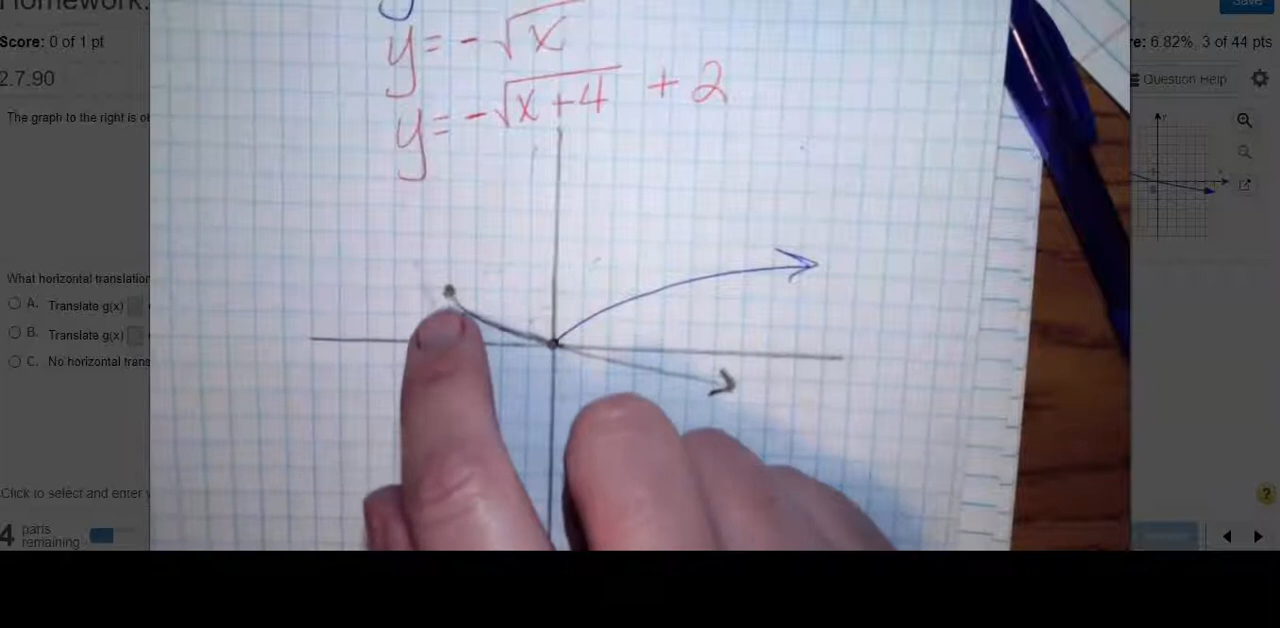 Homework:
Save
Score: 0 of 1 pt
re: 6.82%, 3 of 44 pts
2.7.90
Question Help
The graph to the right is
y = -√x
y = -√x+4 + 2
y
What horizontal translation
A. Translate g(x)
B. Translate g(x)
C. No horizontal trans
Click to select and enter
4 parts
remaining
?